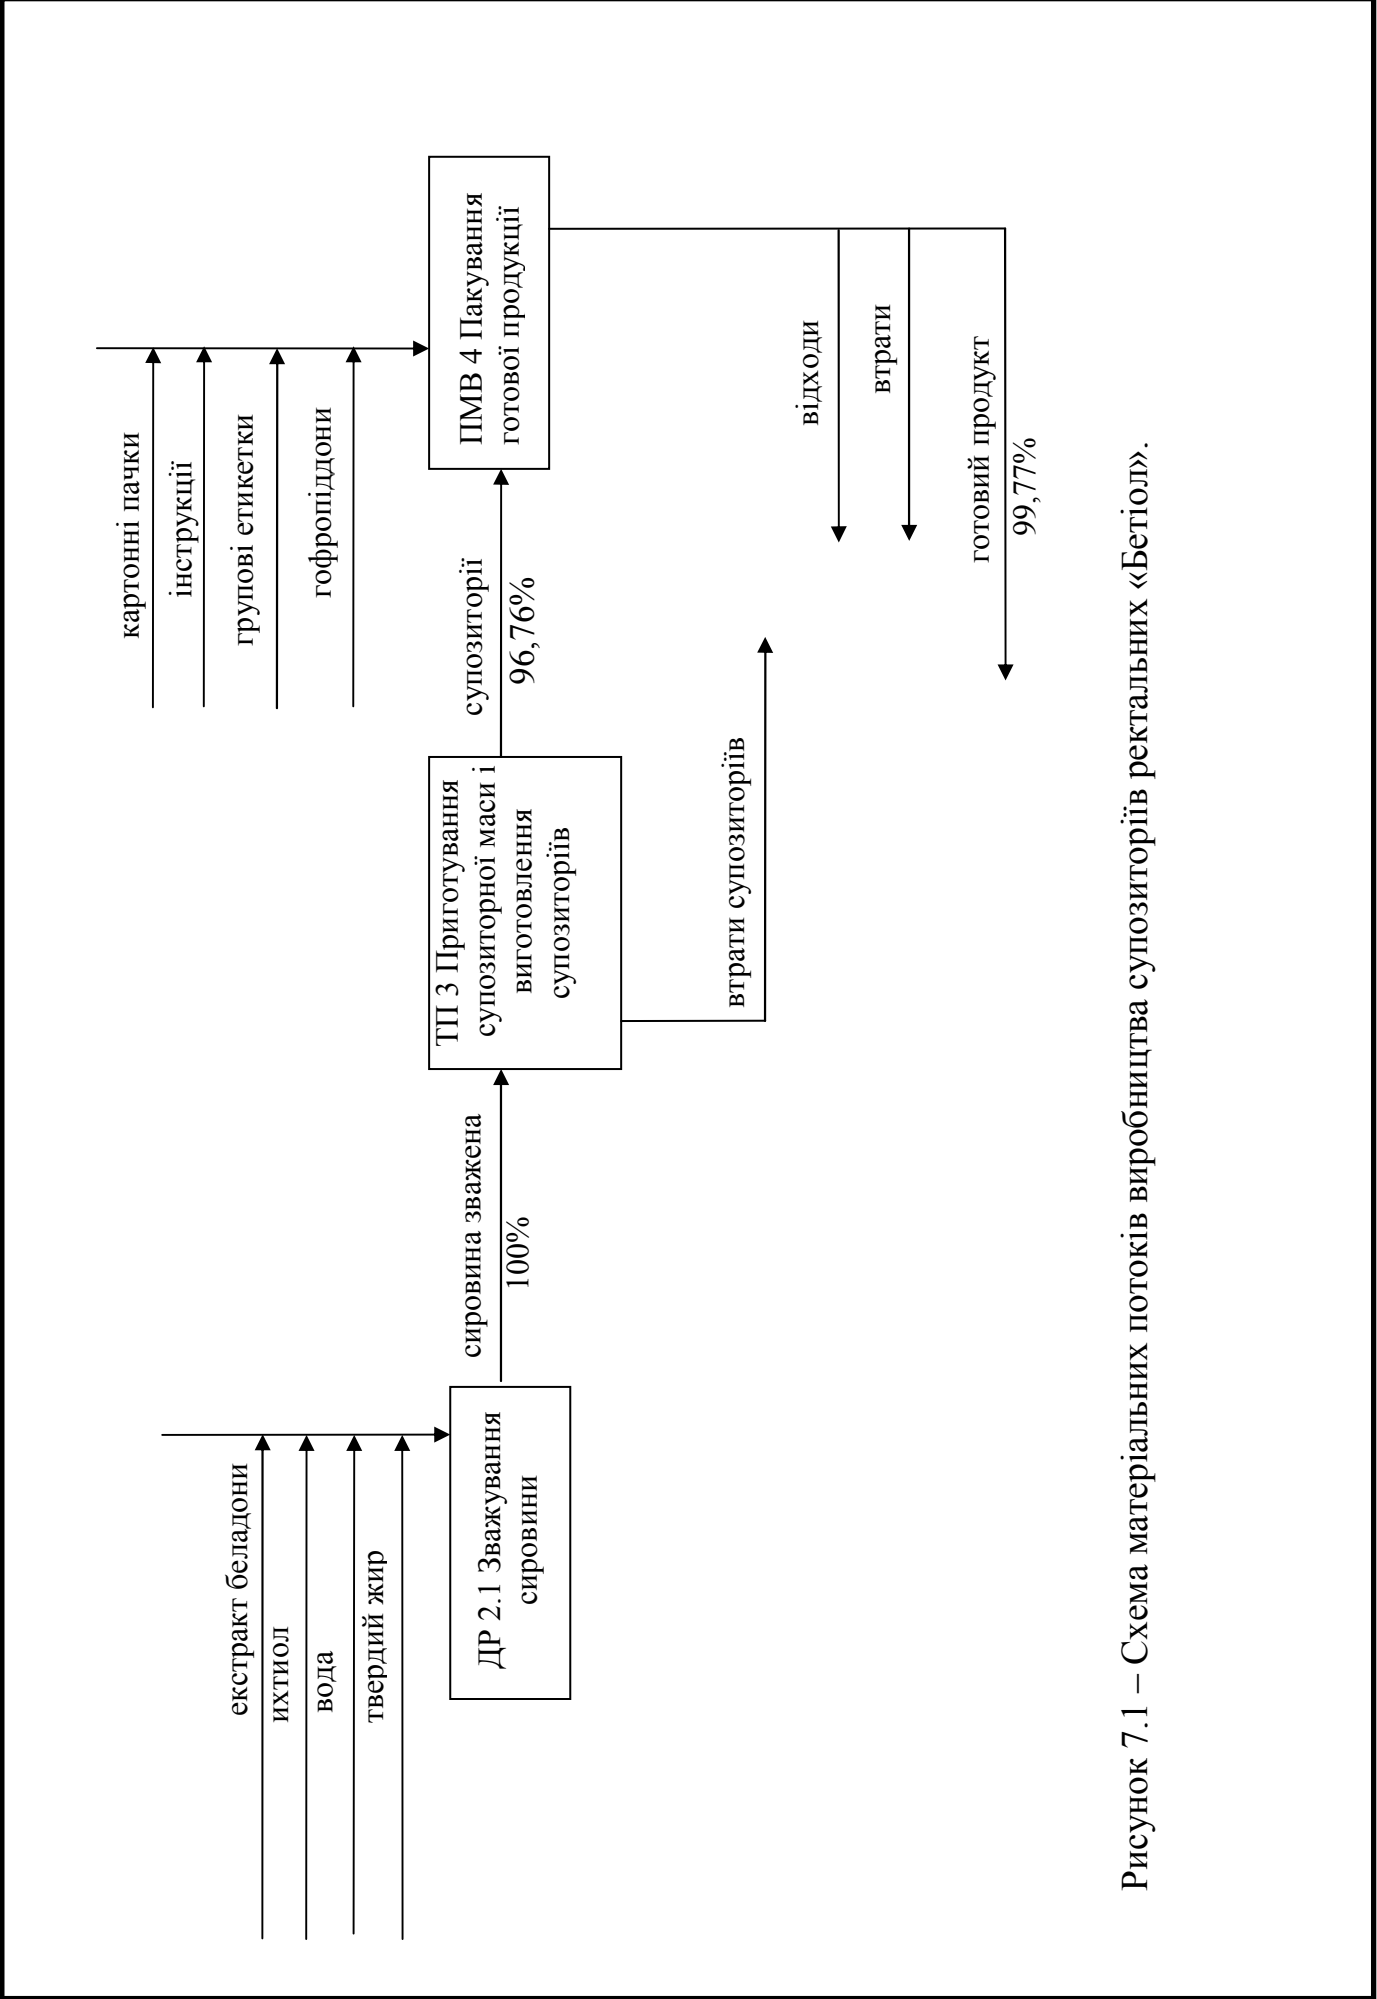 екстракт беладони
ихтиол
вода
твердий жир
ДР 2.1 Зважування
сировини
сировина зважена
100%
ТП 3 Приготування
супозиторної маси і
виготовлення
супозиторіїв
втрати супозиторіїв
супозиторії
96,76%
картонні пачки
інструкції
групові етикетки
гофропіддони
ПМВ 4 Пакування
готової продукції
відходи
втрати
готовий продукт
99,77%
Рисунок 7.1 – Схема матеріальних потоків виробництва супозиторіїв ректальних «Бетіол».